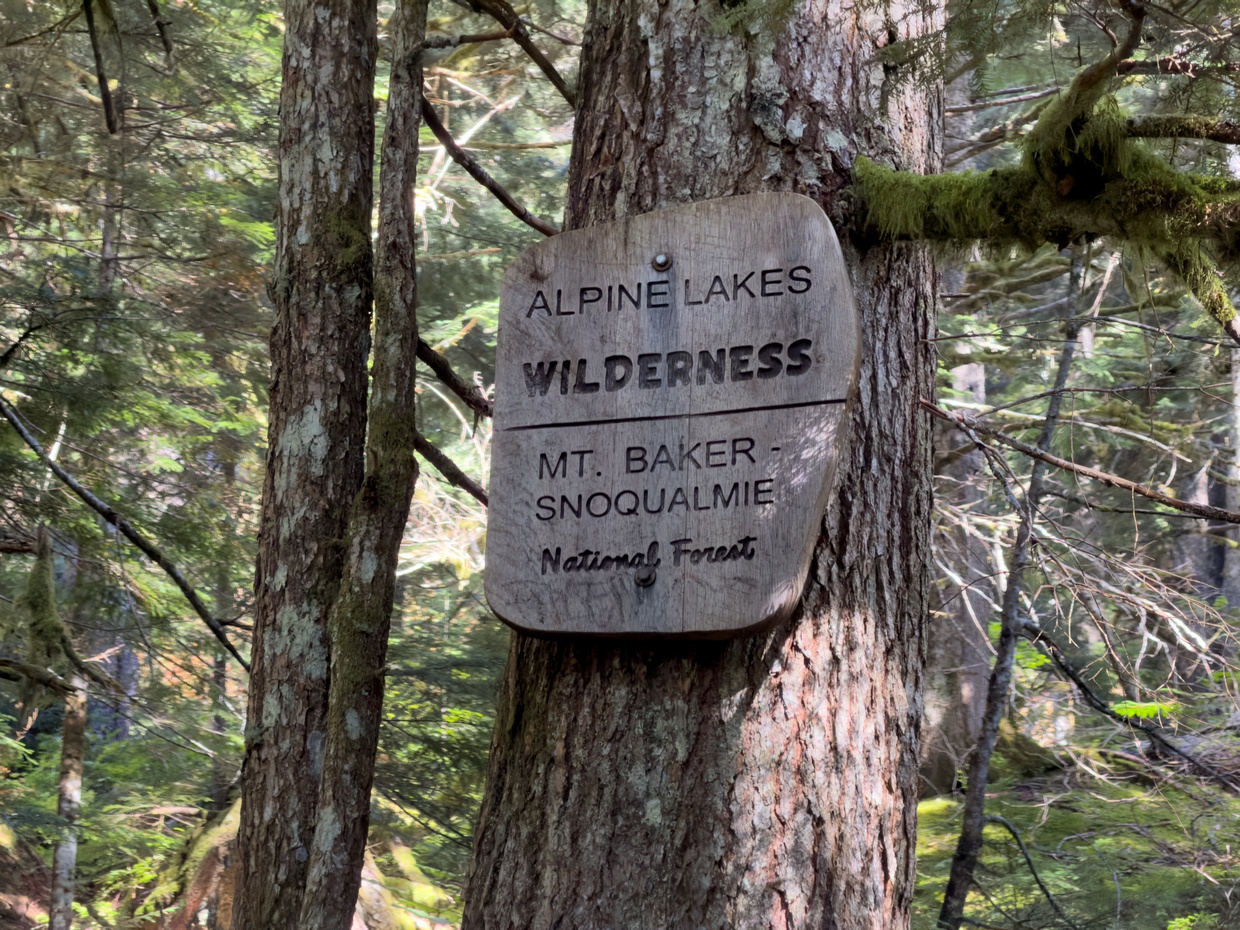 ALPINE LAKES
WILDERNESS
MT. BAKER -
SNOQUALMIE
National Forest